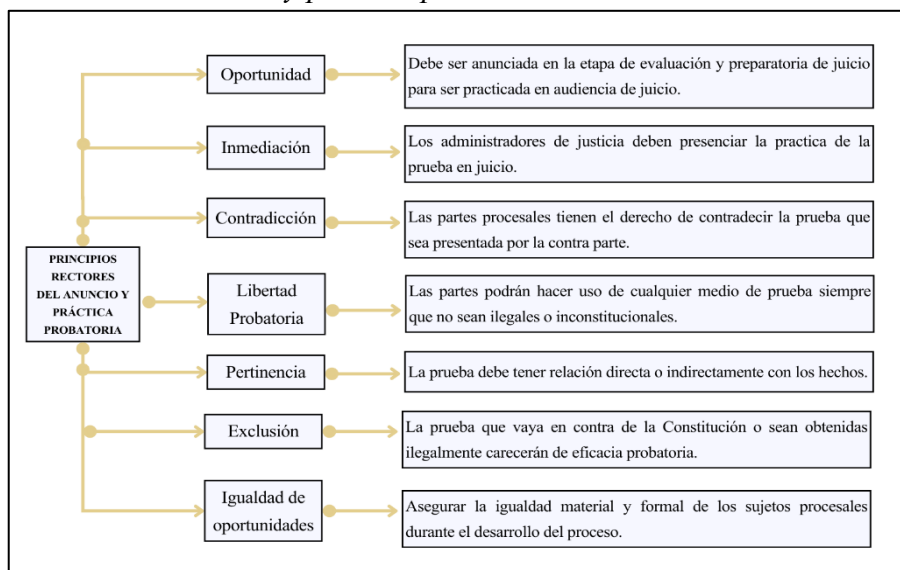 PRINCIPIOS
RECTORES
DEL ANUNCIO Y
PRÁCTICA
PROBATORIA
Oportunidad
Debe ser anunciada en la etapa de evaluación y preparatoria de juicio
para ser practicada en audiencia de juicio.
Inmediación
Los administradores de justicia deben presenciar la practica de la
prueba en juicio.
Contradicción
Las partes procesales tienen el derecho de contradecir la prueba que
sea presentada por la contra parte.
Libertad
Probatoria
Las partes podrán hacer uso de cualquier medio de prueba siempre
que no sean ilegales o inconstitucionales.
Pertinencia
La prueba debe tener relación directa o indirectamente con los hechos.
Exclusión
La prueba que vaya en contra de la Constitución o sean obtenidas
ilegalmente carecerán de eficacia probatoria.
Igualdad de
oportunidades
Asegurar la igualdad material y formal de los sujetos procesales
durante el desarrollo del proceso.